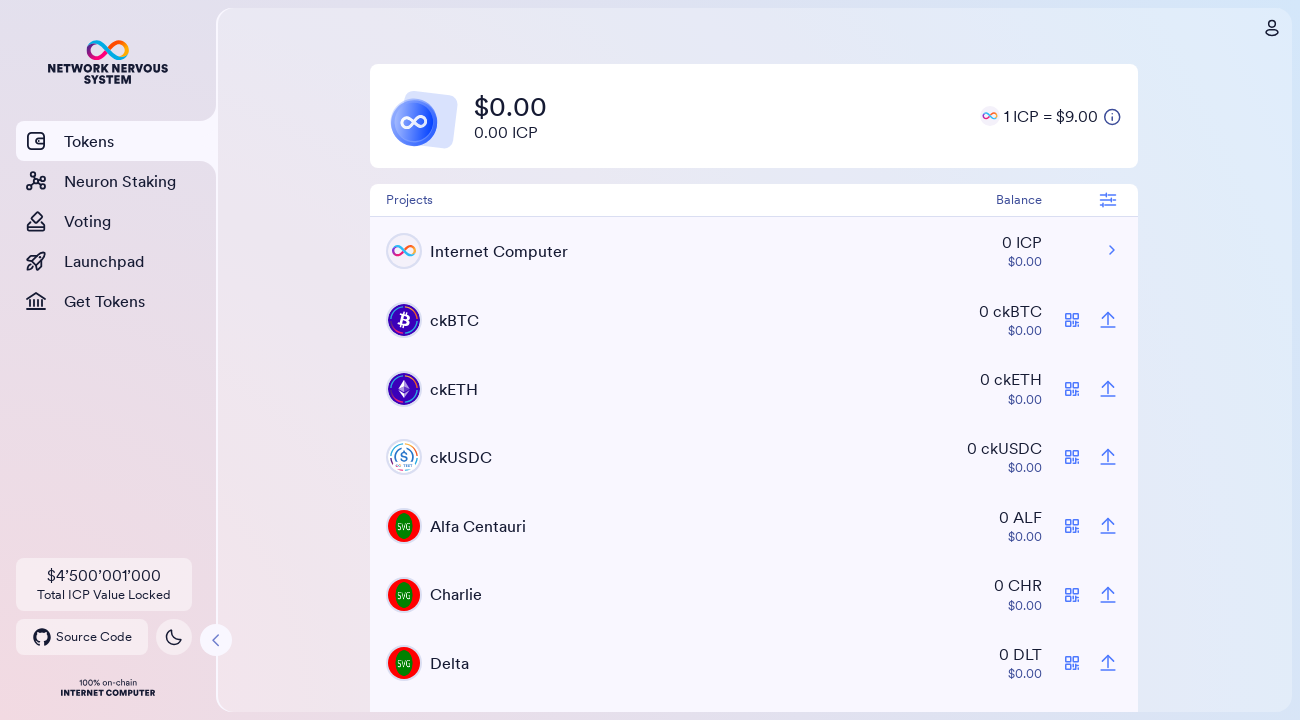 NETWORK NERVOUS
SYSTEM
Tokens
Neuron Staking
Voting
Launchpad
Get Tokens
$4’500’001’000
Total ICP Value Locked
Source Code
100% on-chain
INTERNET COMPUTER
$0.00
0.00 ICP
1 ICP = $9.00
Projects Balance
Internet Computer 0 ICP
$0.00
ckBTC 0 ckBTC
$0.00
ckETH 0 ckETH
$0.00
ckUSDC 0 ckUSDC
$0.00
SVG Alfa Centauri 0 ALF
$0.00
SVG Charlie 0 CHR
$0.00
SVG Delta 0 DLT
$0.00